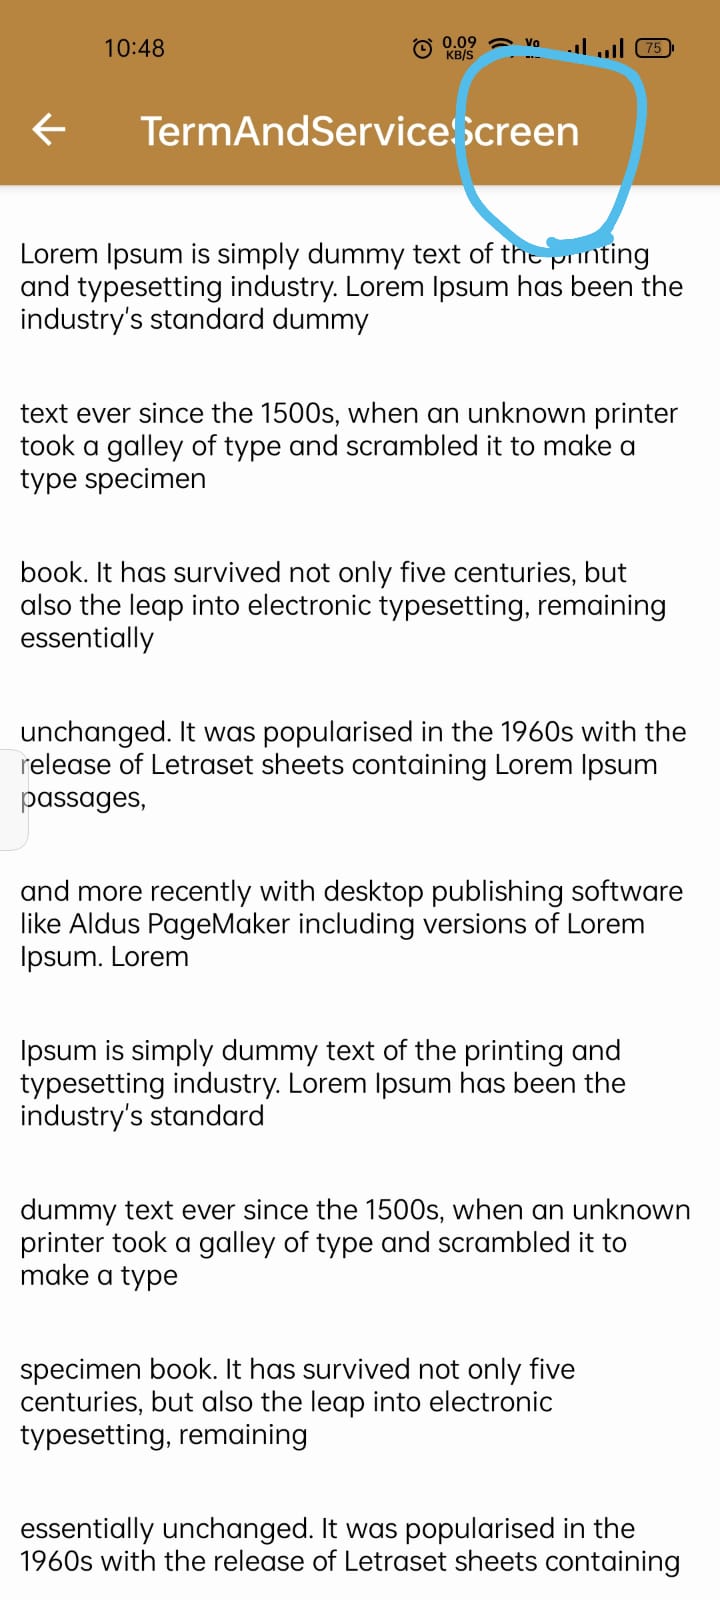 10:48 0.09 KB/S Vo 75
TermAndServiceScreen
Lorem Ipsum is simply dummy text of the printing
and typesetting industry. Lorem Ipsum has been the
industry's standard dummy
text ever since the 1500s, when an unknown printer
took a galley of type and scrambled it to make a
type specimen
book. It has survived not only five centuries, but
also the leap into electronic typesetting, remaining
essentially
unchanged. It was popularised in the 1960s with the
release of Letraset sheets containing Lorem Ipsum
passages,
and more recently with desktop publishing software
like Aldus PageMaker including versions of Lorem
Ipsum. Lorem
Ipsum is simply dummy text of the printing and
typesetting industry. Lorem Ipsum has been the
industry's standard
dummy text ever since the 1500s, when an unknown
printer took a galley of type and scrambled it to
make a type
specimen book. It has survived not only five
centuries, but also the leap into electronic
typesetting, remaining
essentially unchanged. It was popularised in the
1960s with the release of Letraset sheets containing